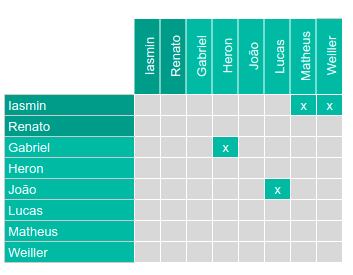 Iasmin Renato Gabriel Heron João Lucas Matheus Weiller
Iasmin x x
Renato
Gabriel x
Heron
João x
Lucas
Matheus
Weiller